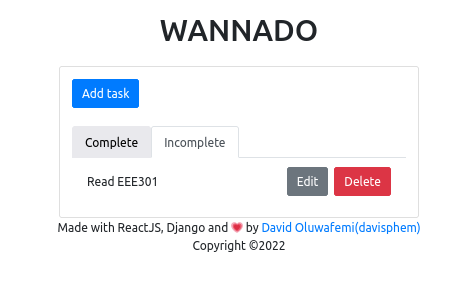 WANNADO
Add task
Complete Incomplete
Read EEE301 Edit Delete
Made with ReactJS, Django and 💗 by David Oluwafemi(davisphem)
Copyright ©2022